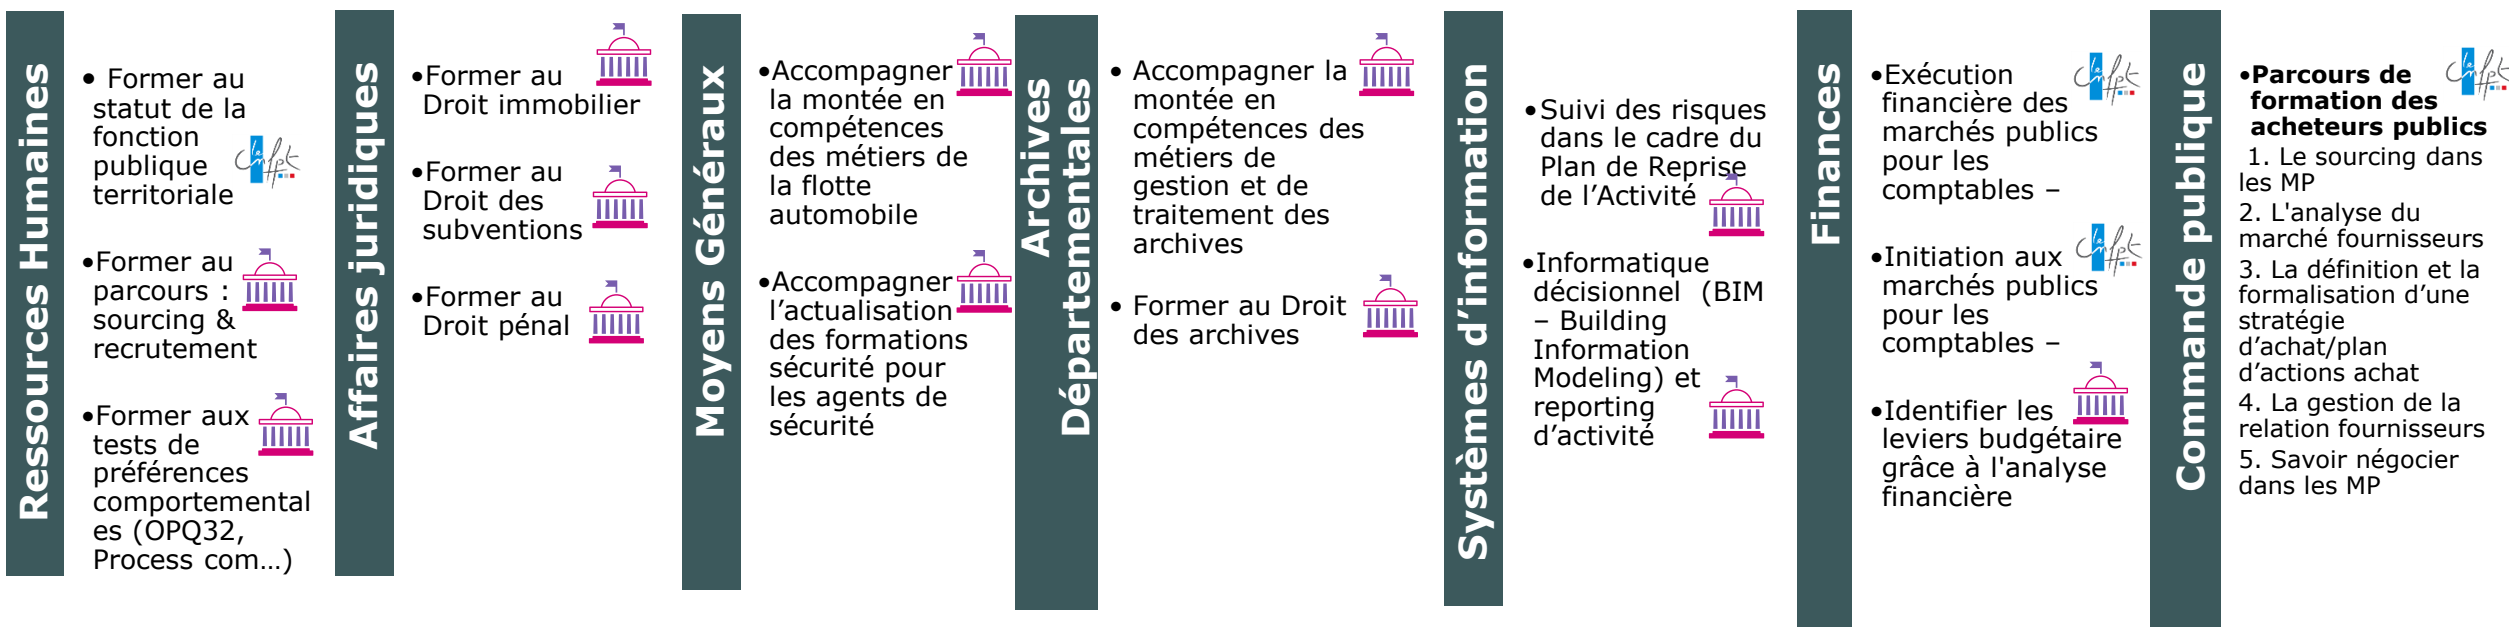 Ressources Humaines
• Former au
statut de la
fonction
publique
territoriale
le cnfpt
•Former au
parcours :
sourcing &
recrutement
•Former aux
tests de
préférences
comportemental
es (OPQ32,
Process com…)
Affaires juridiques
•Former au
Droit immobilier
•Former au
Droit des
subventions
•Former au
Droit pénal
Moyens Généraux
•Accompagner
la montée en
compétences
des métiers de
la flotte
automobile
•Accompagner
l’actualisation
des formations
sécurité pour
les agents de
sécurité
Archives
Départementales
• Accompagner la
montée en
compétences des
métiers de
gestion et de
traitement des
archives
• Former au Droit
des archives
Systèmes d’information
•Suivi des risques
dans le cadre du
Plan de Reprise
de l’Activité
•Informatique
décisionnel (BIM
– Building
Information
Modeling) et
reporting
d’activité
Finances
•Exécution
financière des
marchés publics
pour les
comptables –
le cnfpt
•Initiation aux
marchés publics
pour les
comptables –
le cnfpt
•Identifier les
leviers budgétaire
grâce à l'analyse
financière
Commande publique
•Parcours de
formation des
acheteurs publics
le cnfpt
1. Le sourcing dans
les MP
2. L'analyse du
marché fournisseurs
3. La définition et la
formalisation d’une
stratégie
d’achat/plan
d’actions achat
4. La gestion de la
relation fournisseurs
5. Savoir négocier
dans les MP